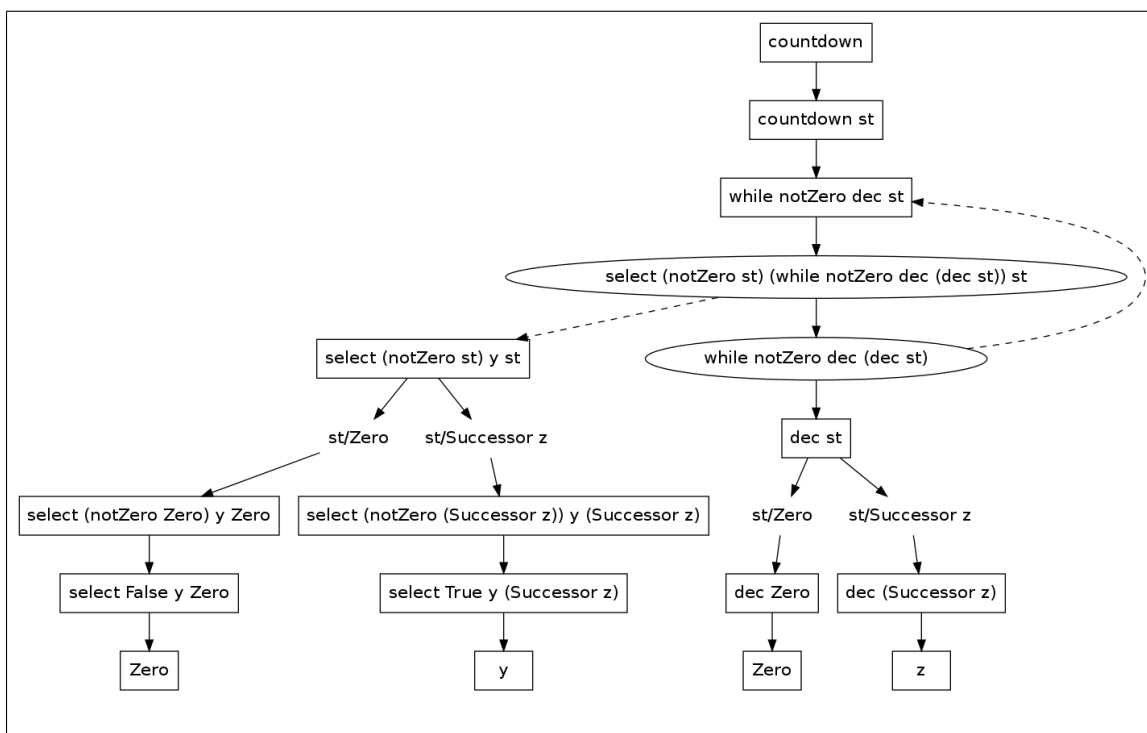 countdown
countdown st
while notZero dec st
select (notZero st) (while notZero dec (dec st)) st
select (notZero st) y st
while notZero dec (dec st)
st/Zero
st/Successor z
dec st
select (notZero Zero) y Zero
select (notZero (Successor z)) y (Successor z)
st/Zero
st/Successor z
select False y Zero
select True y (Successor z)
dec Zero
dec (Successor z)
Zero
y
Zero
z